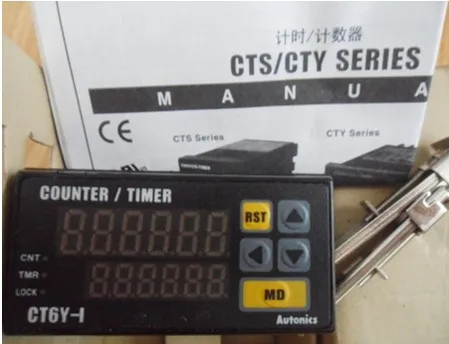 计时/计数器
CTS/CTY SERIES
M A N U A
CE
CTS Series
CTY Series
COUNTER / TIMER
RST
CNT
TMR
LOCK
MD
CT6Y-I
Autonics